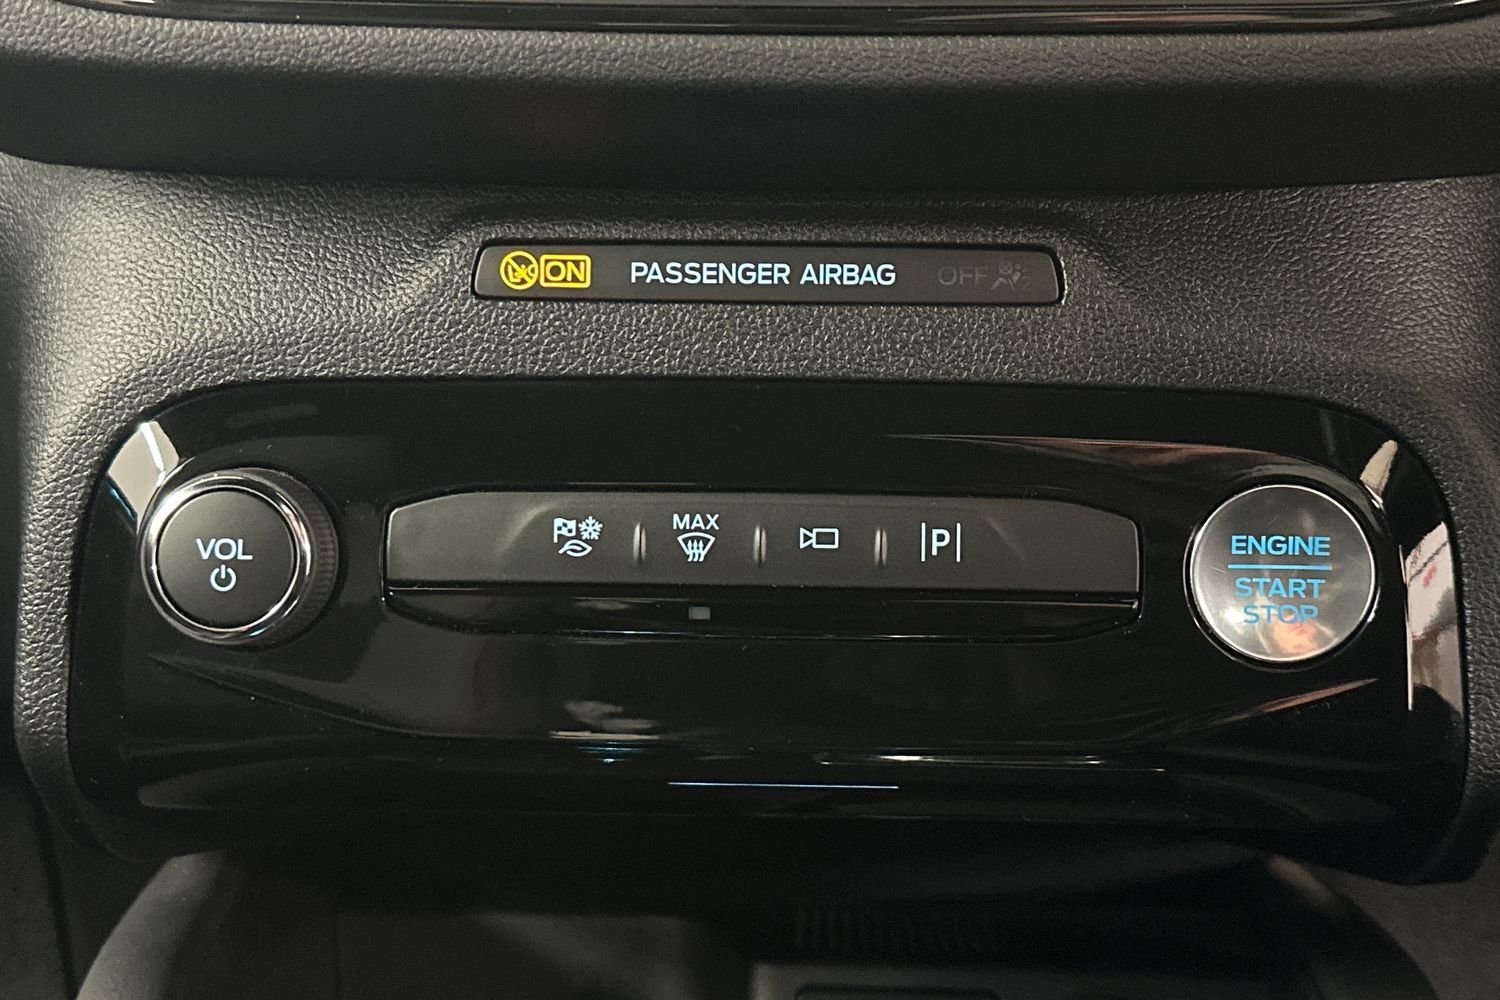 ON PASSENGER AIRBAG OFF
VOL
MAX
P
ENGINE
START
STOP